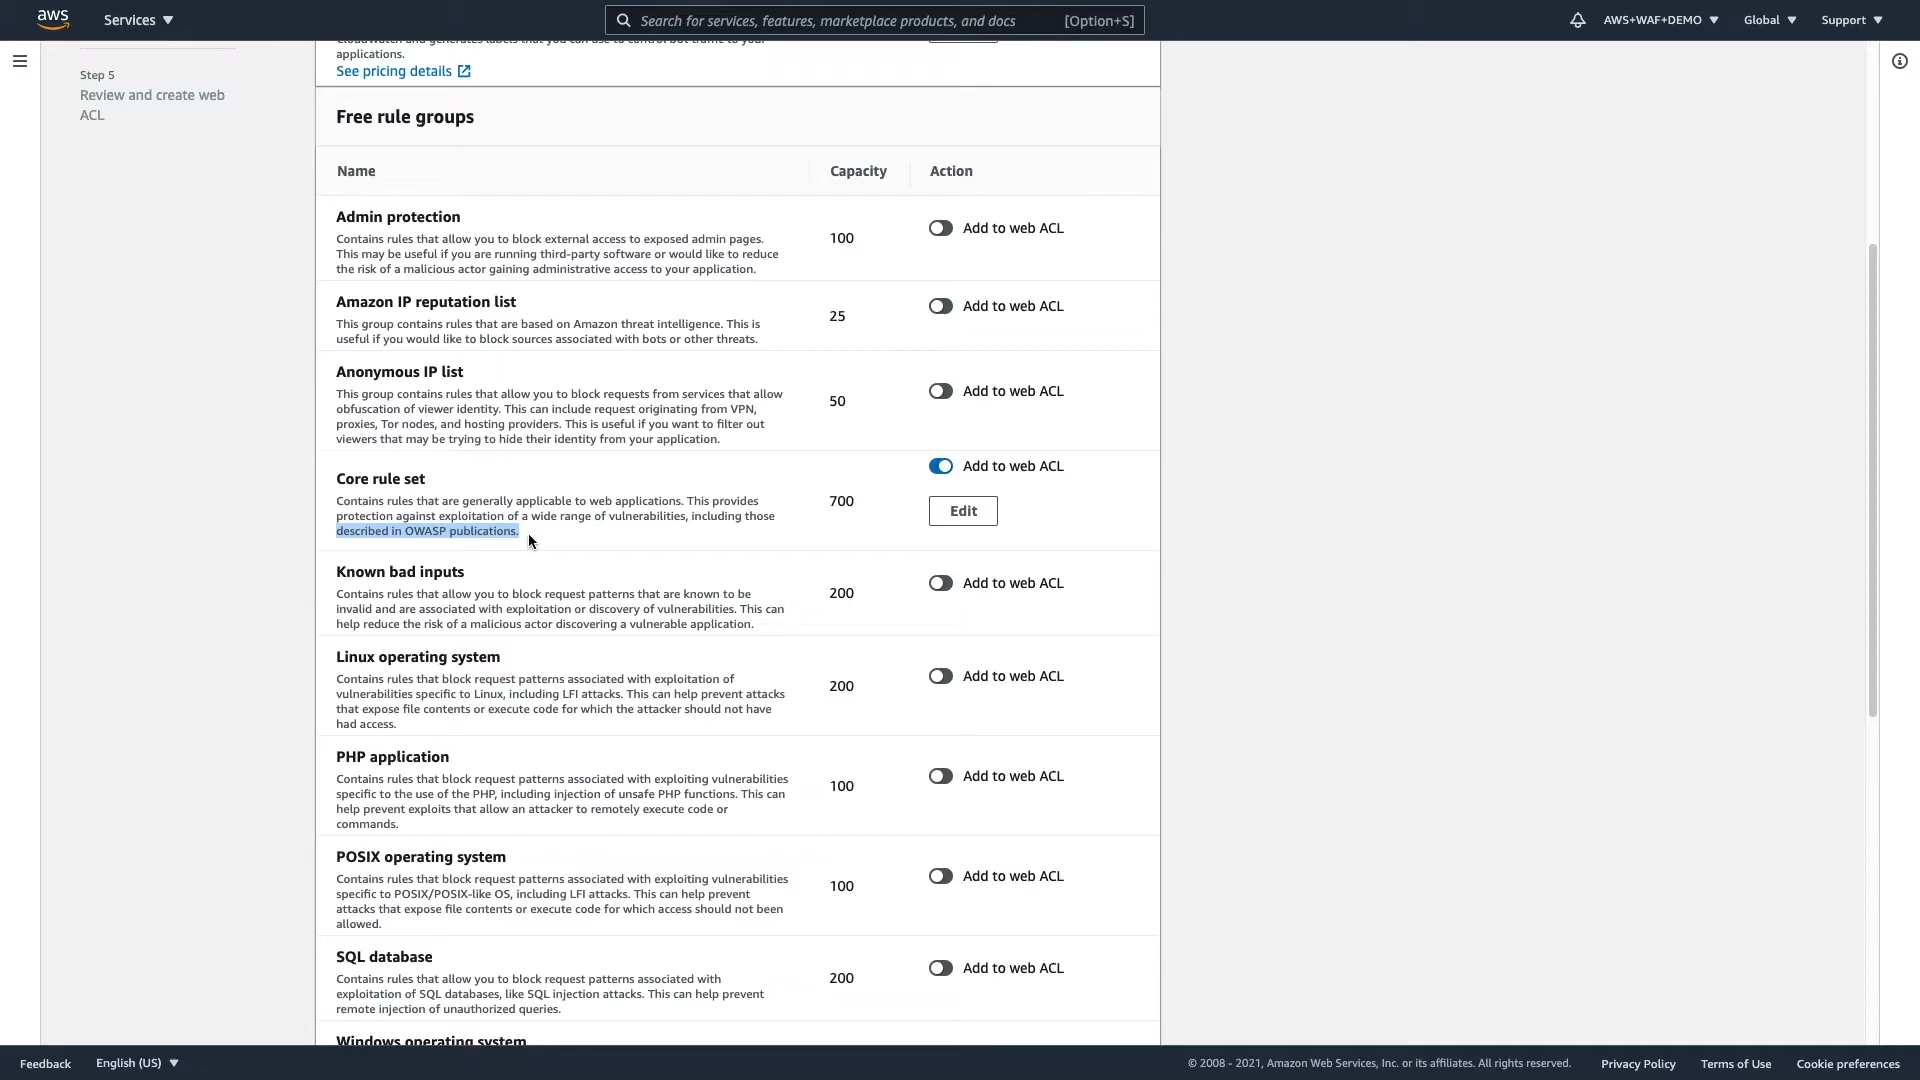 aws
Services
Search for services, features, marketplace products, and docs
[Option+S]
AWS+WAF+DEMO
Global
Support
Step 5
Review and create web
ACL
applications.
See pricing details
Free rule groups
Name
Capacity
Action
Admin protection
Contains rules that allow you to block external access to exposed admin pages.
This may be useful if you are running third-party software or would like to reduce
the risk of a malicious actor gaining administrative access to your application.
100
Add to web ACL
Amazon IP reputation list
This group contains rules that are based on Amazon threat intelligence. This is
useful if you would like to block sources associated with bots or other threats.
25
Add to web ACL
Anonymous IP list
This group contains rules that allow you to block requests from services that allow
obfuscation of viewer identity. This can include request originating from VPN,
proxies, Tor nodes, and hosting providers. This is useful if you want to filter out
viewers that may be trying to hide their identity from your application.
50
Add to web ACL
Core rule set
Contains rules that are generally applicable to web applications. This provides
protection against exploitation of a wide range of vulnerabilities, including those
described in OWASP publications.
700
Add to web ACL
Edit
Known bad inputs
Contains rules that allow you to block request patterns that are known to be
invalid and are associated with exploitation or discovery of vulnerabilities. This can
help reduce the risk of a malicious actor discovering a vulnerable application.
200
Add to web ACL
Linux operating system
Contains rules that block request patterns associated with exploitation of
vulnerabilities specific to Linux, including LFI attacks. This can help prevent attacks
that expose file contents or execute code for which the attacker should not have
had access.
200
Add to web ACL
PHP application
Contains rules that block request patterns associated with exploiting vulnerabilities
specific to the use of the PHP, including injection of unsafe PHP functions. This can
help prevent exploits that allow an attacker to remotely execute code or
commands.
100
Add to web ACL
POSIX operating system
Contains rules that block request patterns associated with exploiting vulnerabilities
specific to POSIX/POSIX-like OS, including LFI attacks. This can help prevent
attacks that expose file contents or execute code for which access should not been
allowed.
100
Add to web ACL
SQL database
Contains rules that allow you to block request patterns associated with
exploitation of SQL databases, like SQL injection attacks. This can help prevent
remote injection of unauthorized queries.
200
Add to web ACL
Windows operating system
Feedback
English (US)
© 2008 - 2021, Amazon Web Services, Inc. or its affiliates. All rights reserved.
Privacy Policy
Terms of Use
Cookie preferences